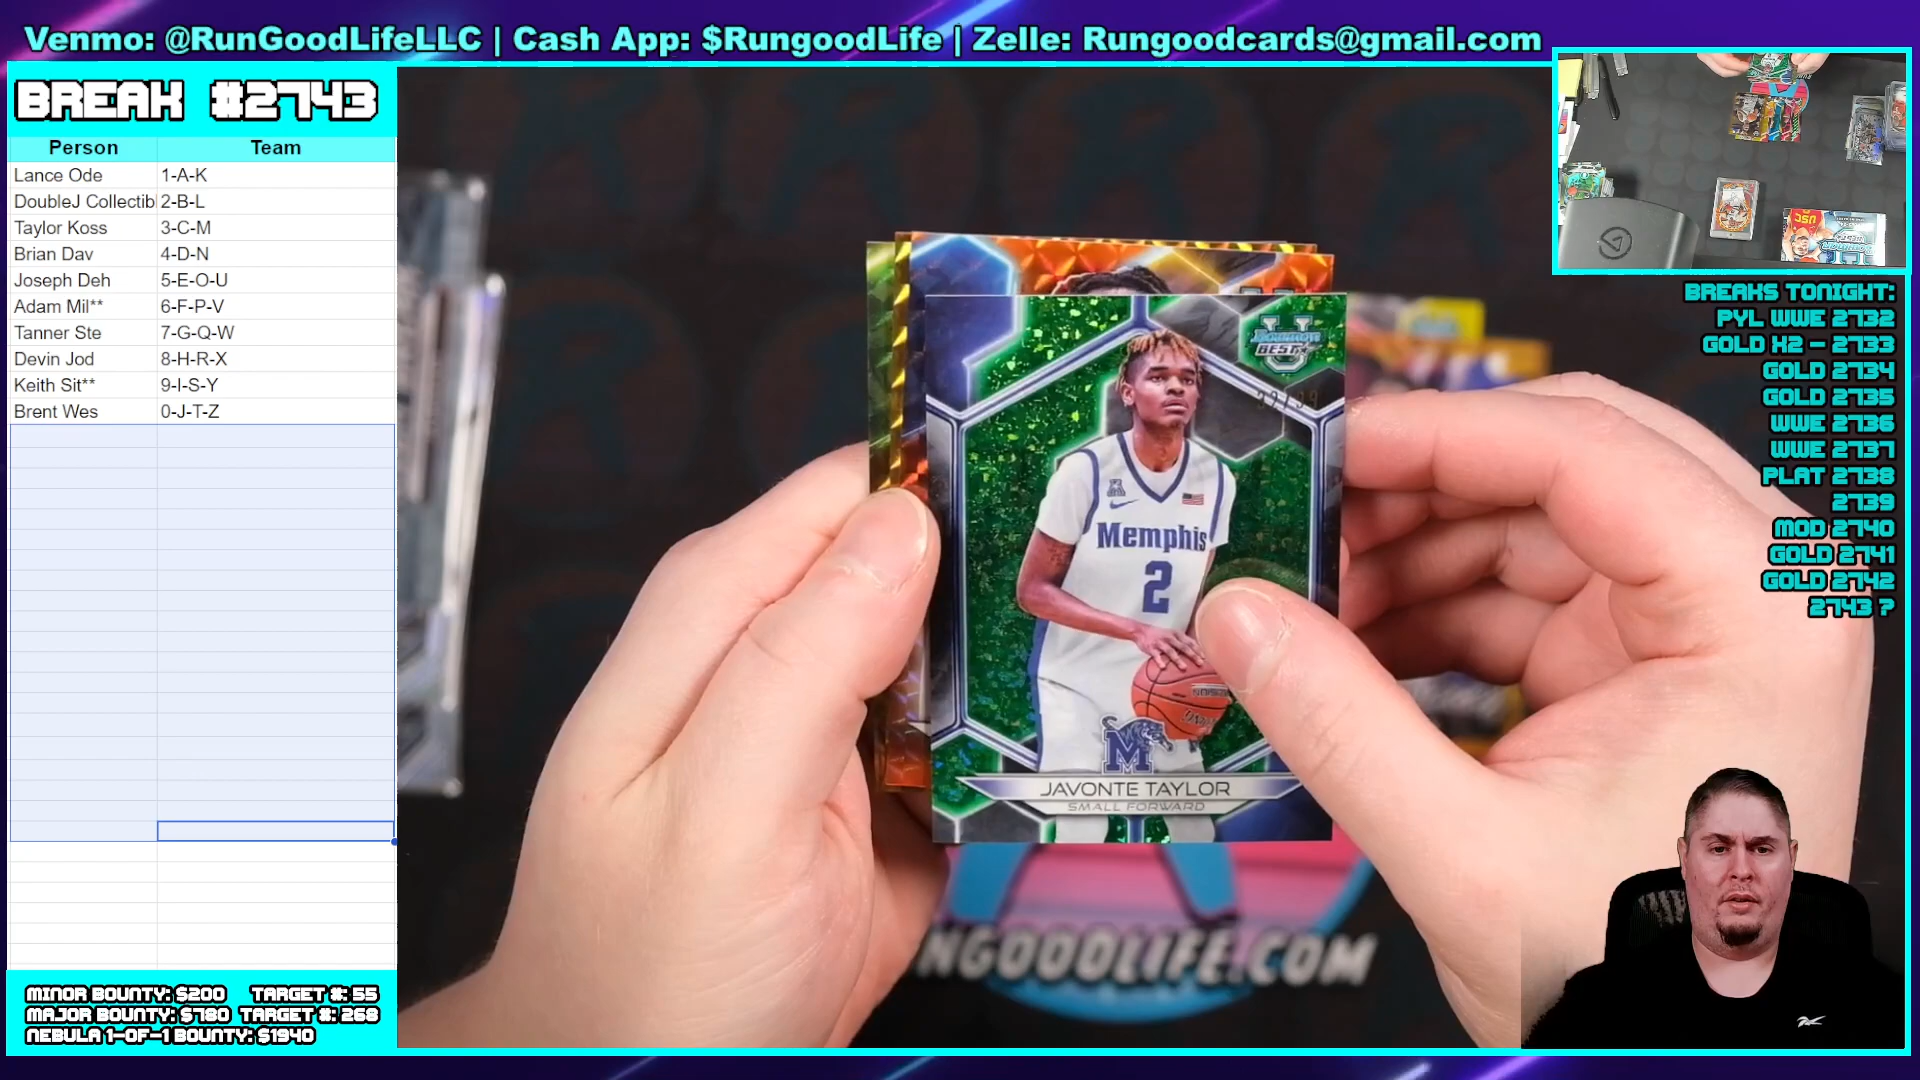 Venmo: @RunGoodLifeLLC | Cash App: $RungoodLife | Zelle: Rungoodcards@gmail.com
BREAK #2743
Person Team
Lance Ode 1-A-K
DoubleJ Collectib 2-B-L
Taylor Koss 3-C-M
Brian Dav 4-D-N
Joseph Deh 5-E-O-U
Adam Mil** 6-F-P-V
Tanner Ste 7-G-Q-W
Devin Jod 8-H-R-X
Keith Sit** 9-I-S-Y
Brent Wes 0-J-T-Z
MINOR BOUNTY: $200 TARGET #: 55
MAJOR BOUNTY: $780 TARGET #: 268
NEBULA 1-OF-1 BOUNTY: $1940
BOWMAN
BEST
Memphis
2
M
JAVONTE TAYLOR
SMALL FORWARD
NGOODLIFE.COM
BREAKS TONIGHT:
PYL WWE 2732
GOLD X2 - 2733
GOLD 2734
GOLD 2735
WWE 2736
WWE 2737
PLAT 2738
2739
MOD 2740
GOLD 2741
GOLD 2742
2743 ?